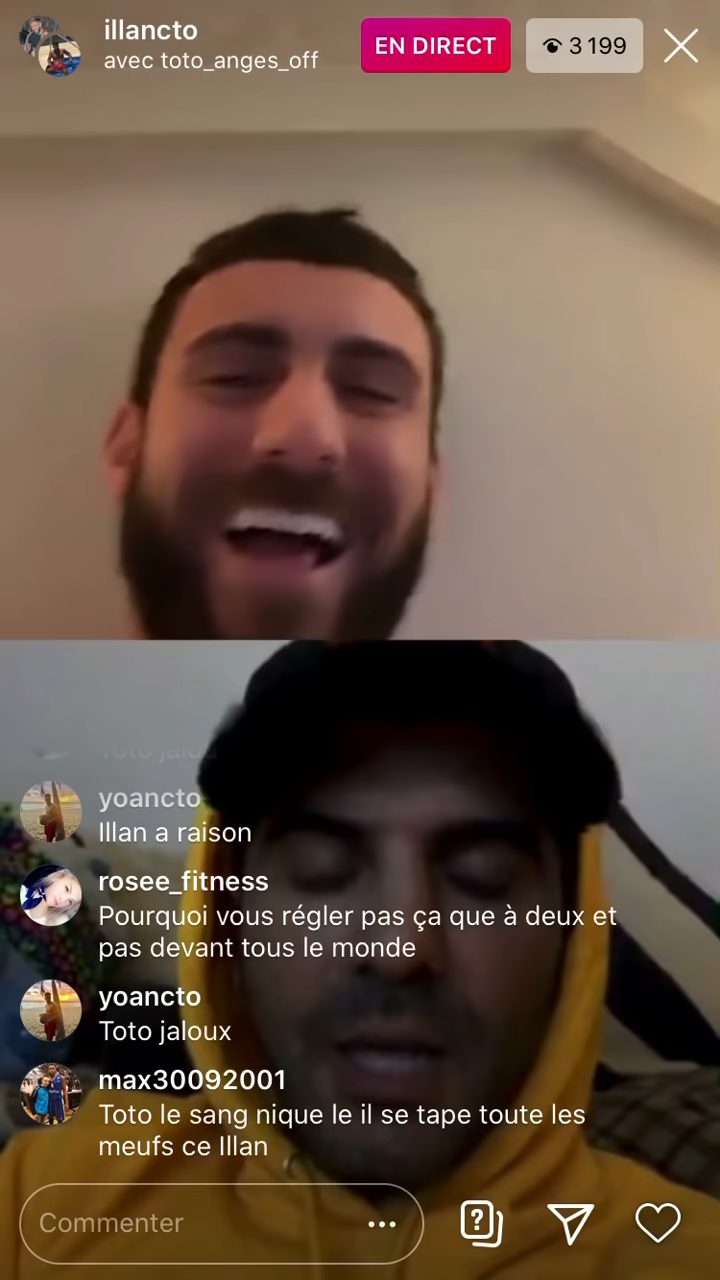 illancto
avec toto_anges_off
EN DIRECT
3 199
Toto jalou
yoancto
Illan a raison
rosee_fitness
Pourquoi vous régler pas ça que à deux et
pas devant tous le monde
yoancto
Toto jaloux
max30092001
Toto le sang nique le il se tape toute les
meufs ce Illan
Commenter